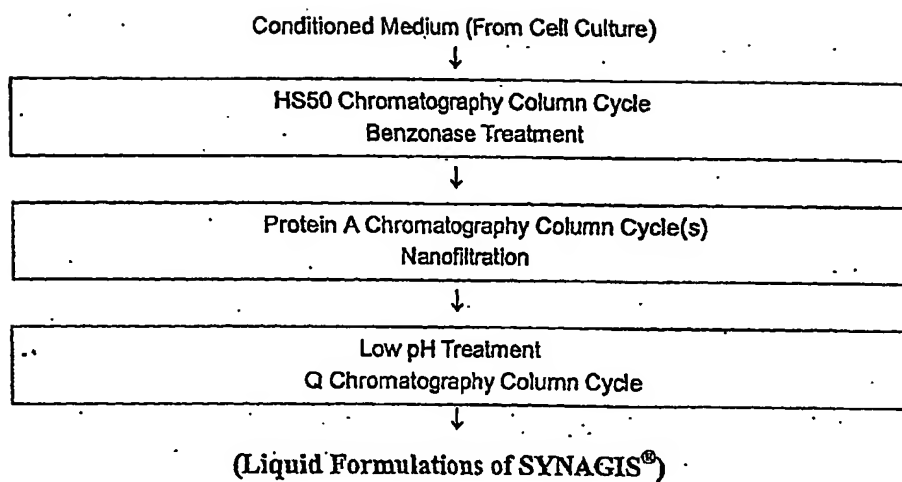 Conditioned Medium (From Cell Culture)
↓
HS50 Chromatography Column Cycle
Benzonase Treatment
↓
Protein A Chromatography Column Cycle(s)
Nanofiltration
↓
Low pH Treatment
Q Chromatography Column Cycle
↓
(Liquid Formulations of SYNAGIS®)